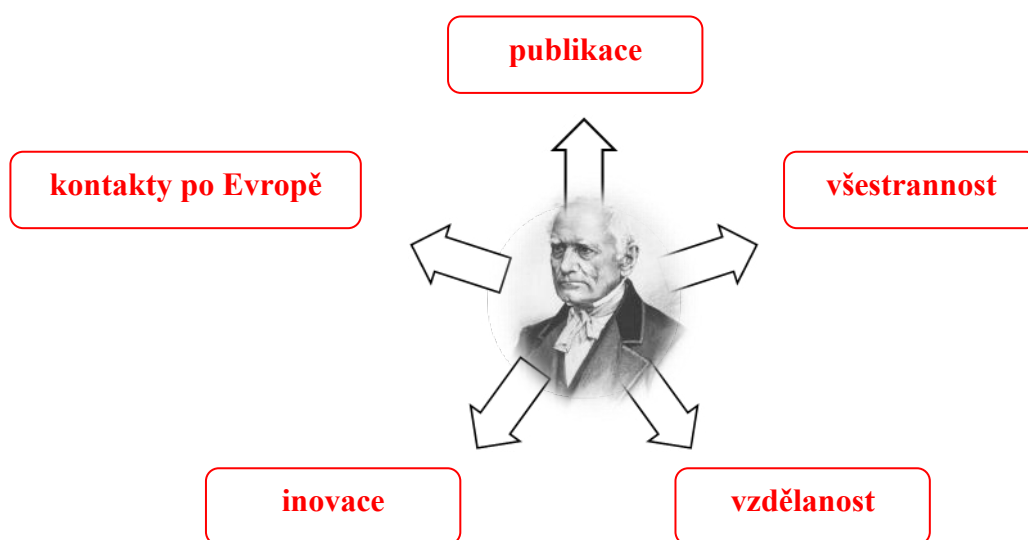 publikace
kontakty po Evropě
všestrannost
inovace
vzdělanost